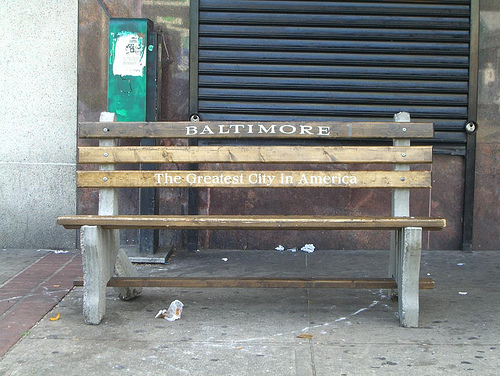 BALTIMORE
The Greatest City in America